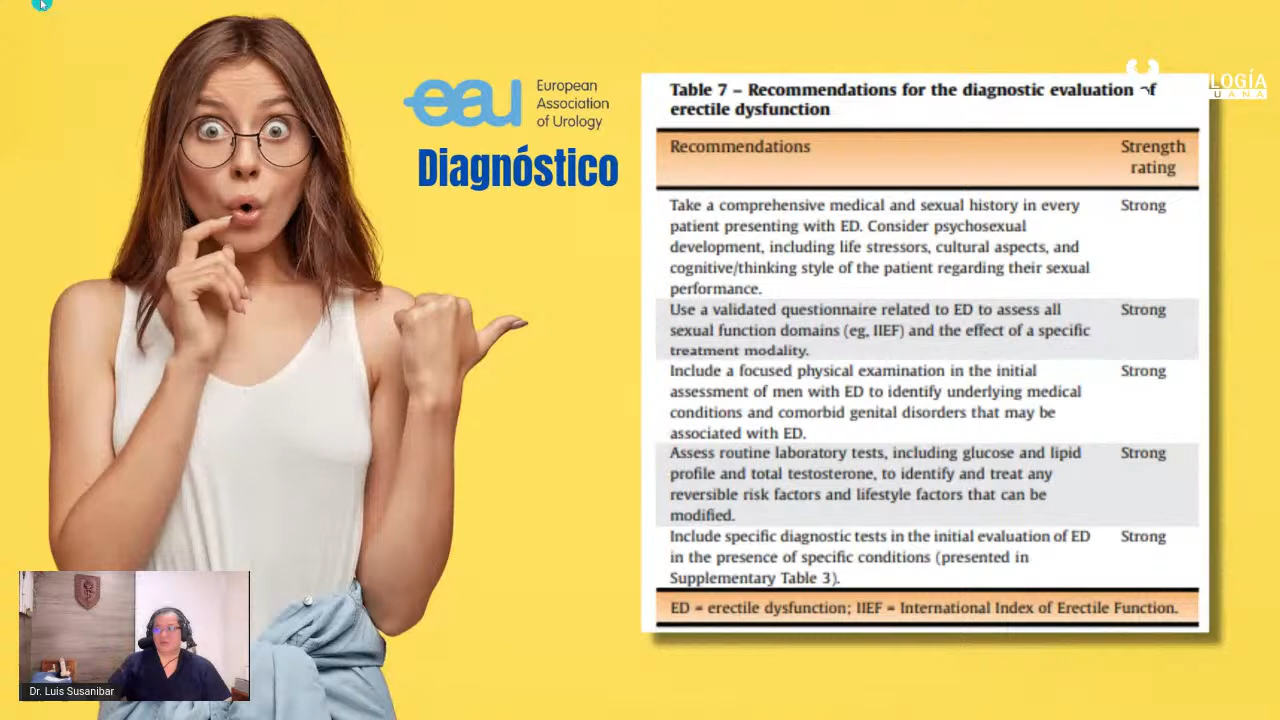 eau
European
Association
of Urology
Diagnóstico
LOGÍA
UANA
Table 7 – Recommendations for the diagnostic evaluation of
erectile dysfunction
Recommendations Strength
rating
Take a comprehensive medical and sexual history in every Strong
patient presenting with ED. Consider psychosexual
development, including life stressors, cultural aspects, and
cognitive/thinking style of the patient regarding their sexual
performance.
Use a validated questionnaire related to ED to assess all Strong
sexual function domains (eg, IIEF) and the effect of a specific
treatment modality.
Include a focused physical examination in the initial Strong
assessment of men with ED to identify underlying medical
conditions and comorbid genital disorders that may be
associated with ED.
Assess routine laboratory tests, including glucose and lipid Strong
profile and total testosterone, to identify and treat any
reversible risk factors and lifestyle factors that can be
modified.
Include specific diagnostic tests in the initial evaluation of ED Strong
in the presence of specific conditions (presented in
Supplementary Table 3).
ED = erectile dysfunction; IIEF = International Index of Erectile Function.
Dr. Luis Susanibar